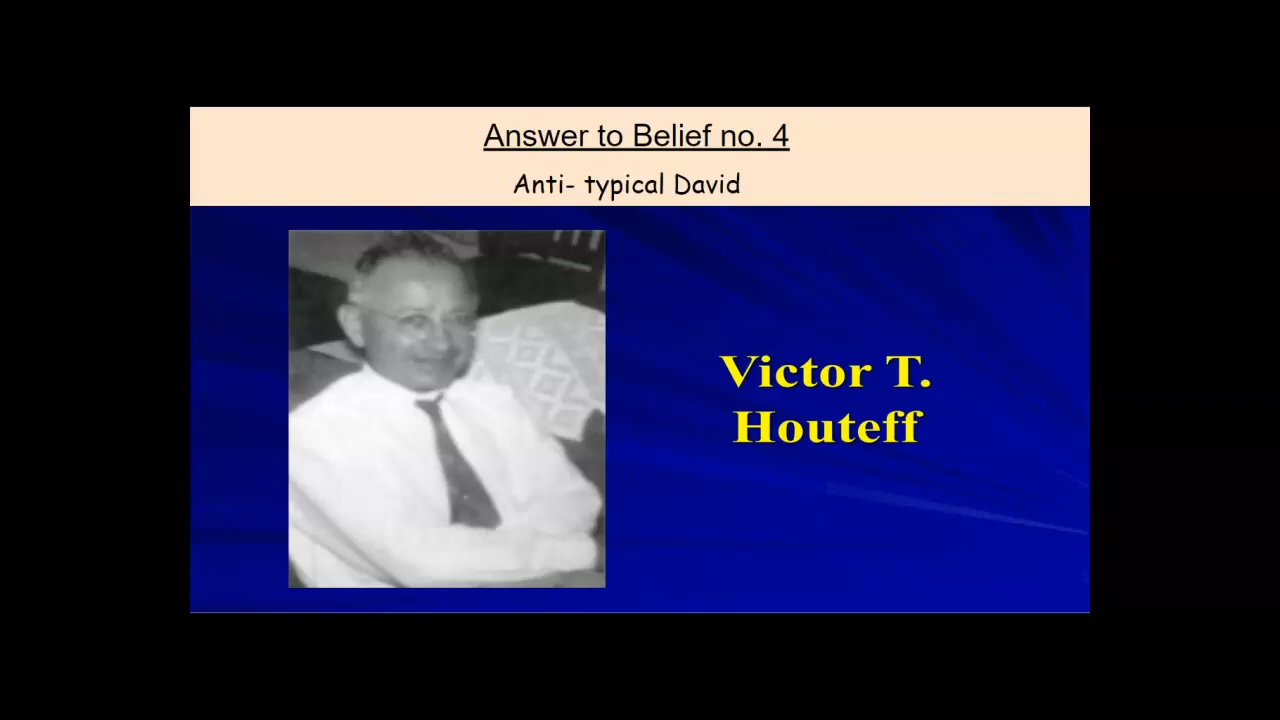 Answer to Belief no. 4
Anti- typical David
Victor T.
Houteff